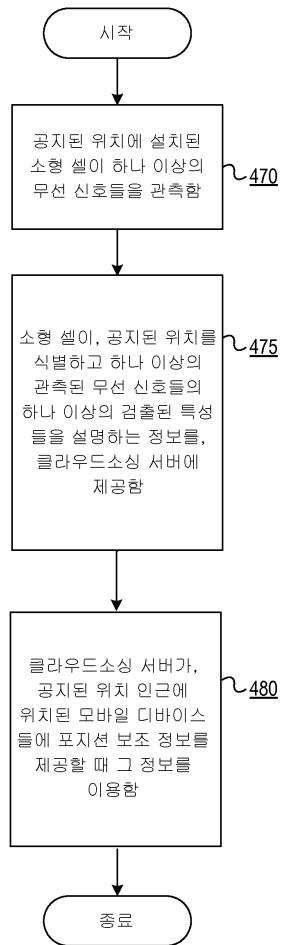 시작
공지된 위치에 설치된
소형 셀이 하나 이상의
무선 신호들을 관측함
470
소형 셀이, 공지된 위치를
식별하고 하나 이상의
관측된 무선 신호들의
하나 이상의 검출된 특성
들을 설명하는 정보를,
클라우드소싱 서버에
제공함
475
클라우드소싱 서버가,
공지된 위치 인근에
위치된 모바일 디바이스
들에 포지션 보조 정보를
제공할 때 그 정보를
이용함
480
종료